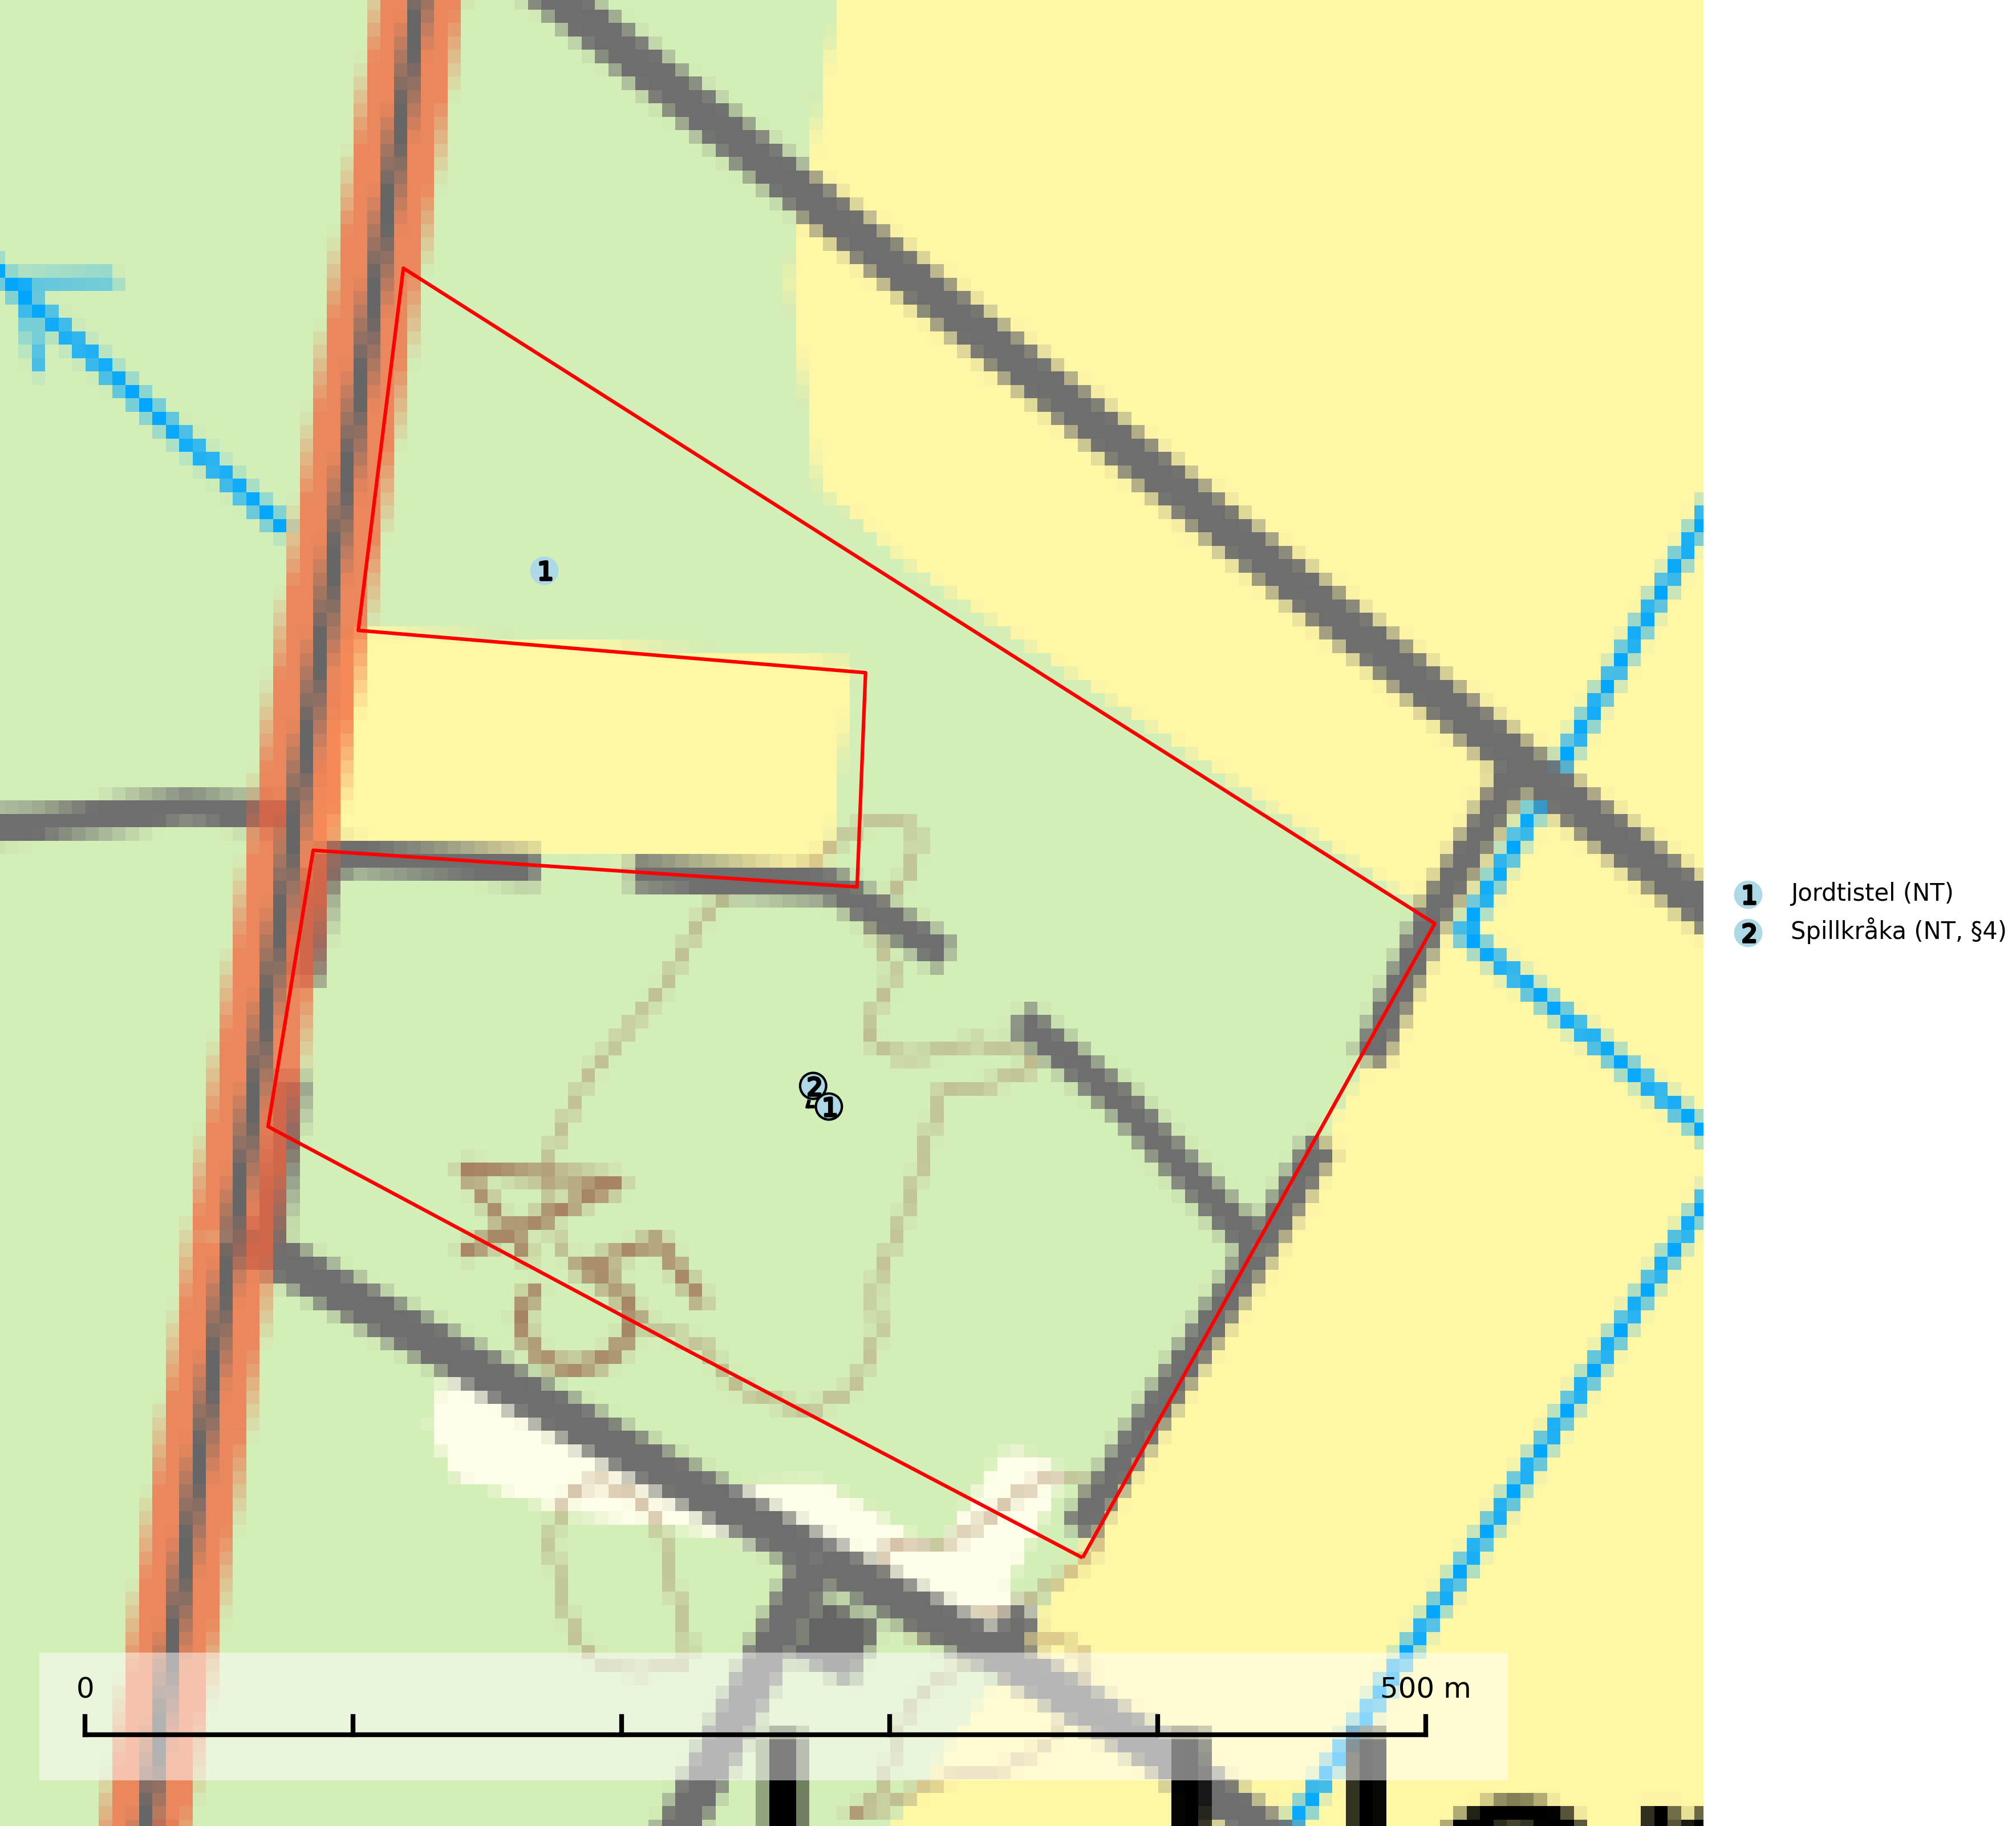 1
1 Jordtistel (NT)
2 Spillkråka (NT, §4)
2
1
0 500 m